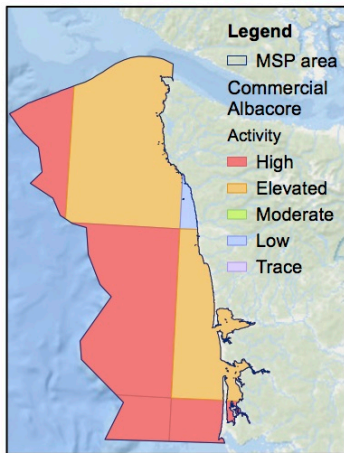 Legend
MSP area
Commercial
Albacore
Activity
High
Elevated
Moderate
Low
Trace